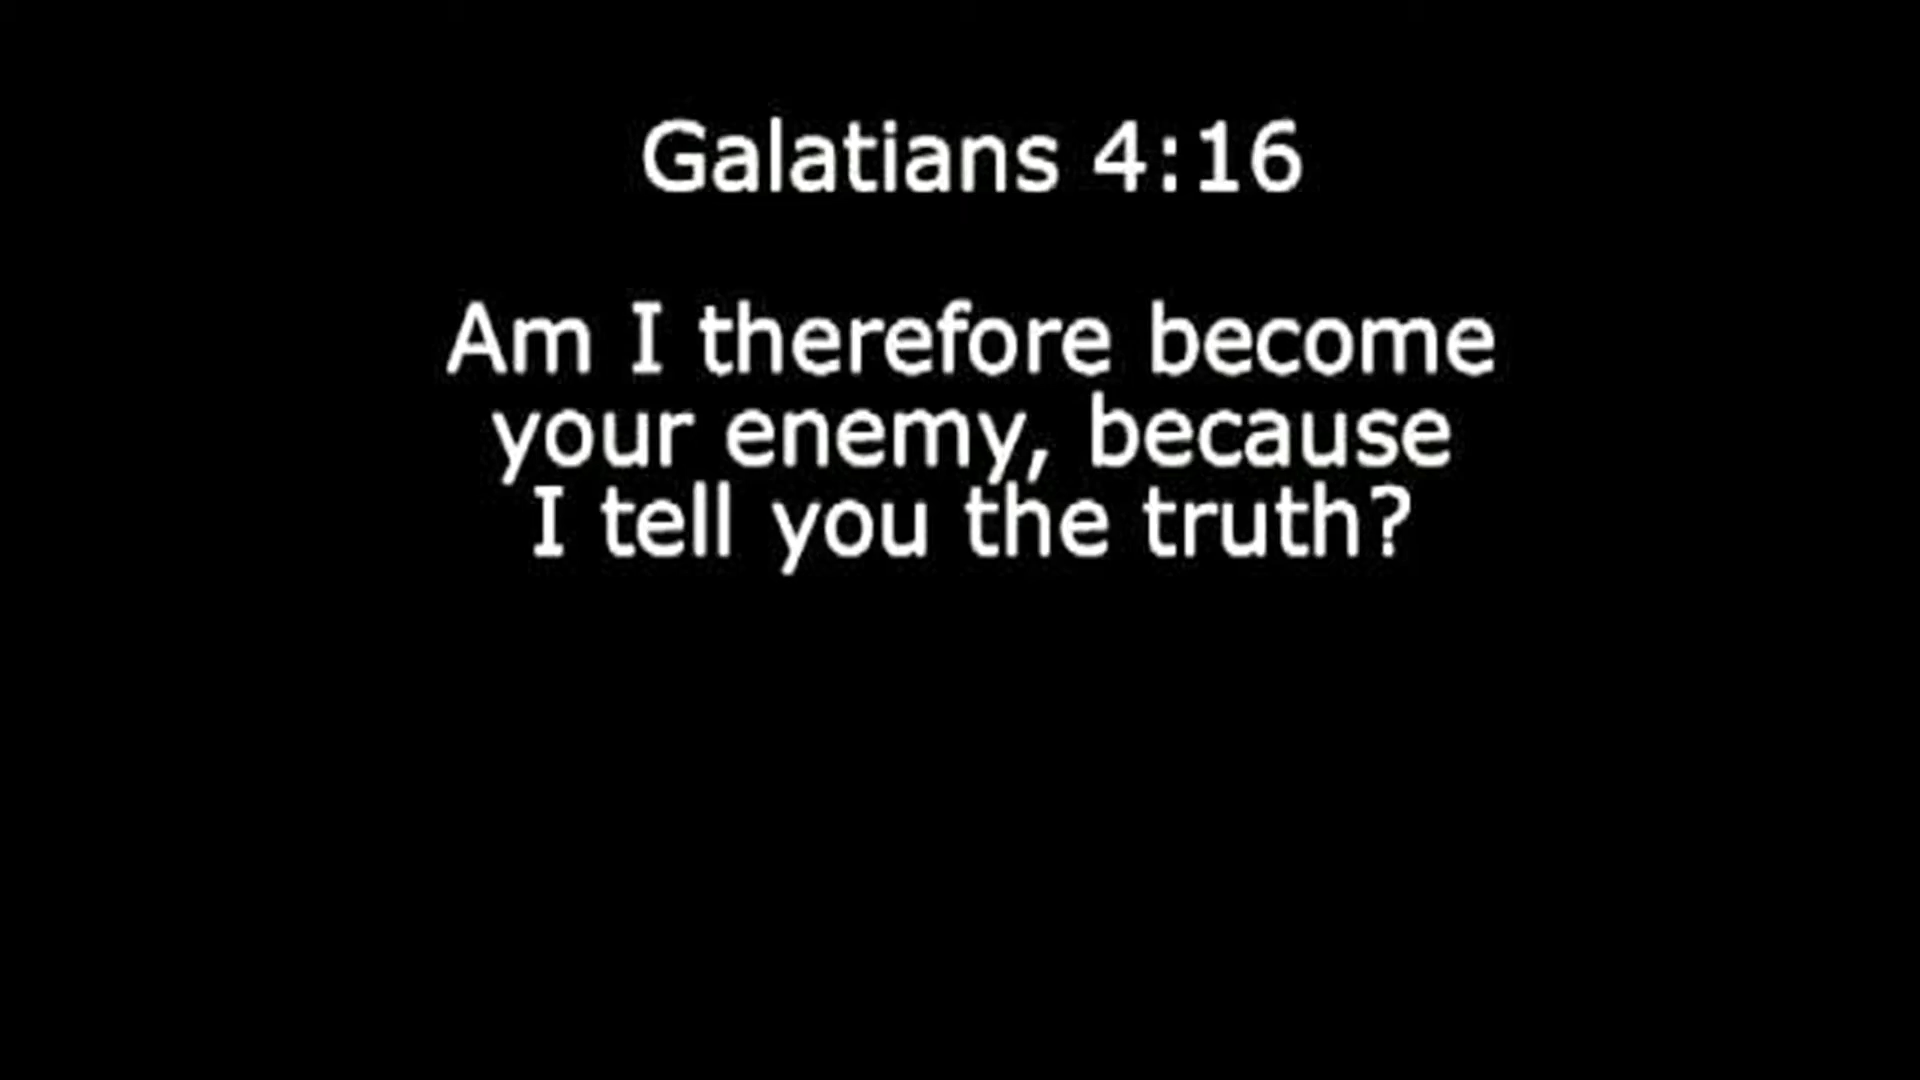 Galatians 4:16
Am I therefore become
your enemy, because
I tell you the truth?